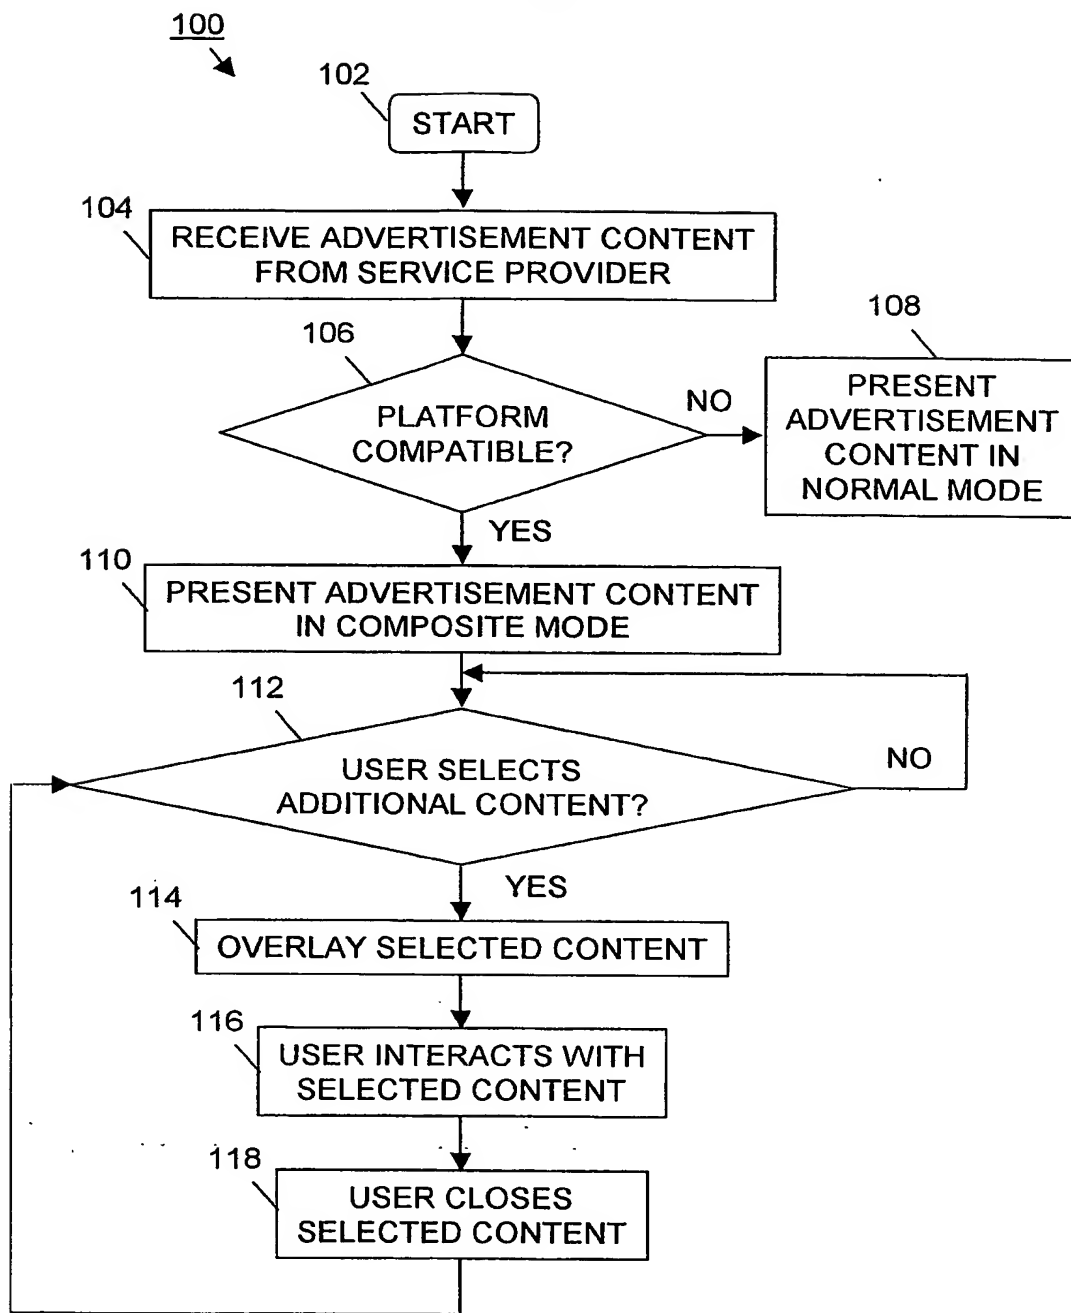 100
102
START
104
RECEIVE ADVERTISEMENT CONTENT
FROM SERVICE PROVIDER
106
PLATFORM
COMPATIBLE?
NO
108
PRESENT
ADVERTISEMENT
CONTENT IN
NORMAL MODE
YES
110
PRESENT ADVERTISEMENT CONTENT
IN COMPOSITE MODE
112
USER SELECTS
ADDITIONAL CONTENT?
NO
YES
114
OVERLAY SELECTED CONTENT
116
USER INTERACTS WITH
SELECTED CONTENT
118
USER CLOSES
SELECTED CONTENT